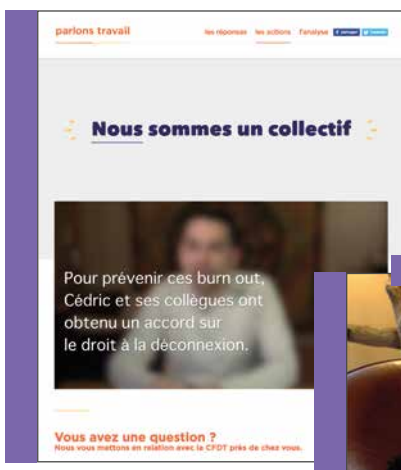 parlons travail
les réponses les actions l'analyse
Nous sommes un collectif
Pour prévenir ces burn out,
Cédric et ses collègues ont
obtenu un accord sur
le droit à la déconnexion.
Vous avez une question ?
Nous vous mettons en relation avec la CFDT près de chez vous.